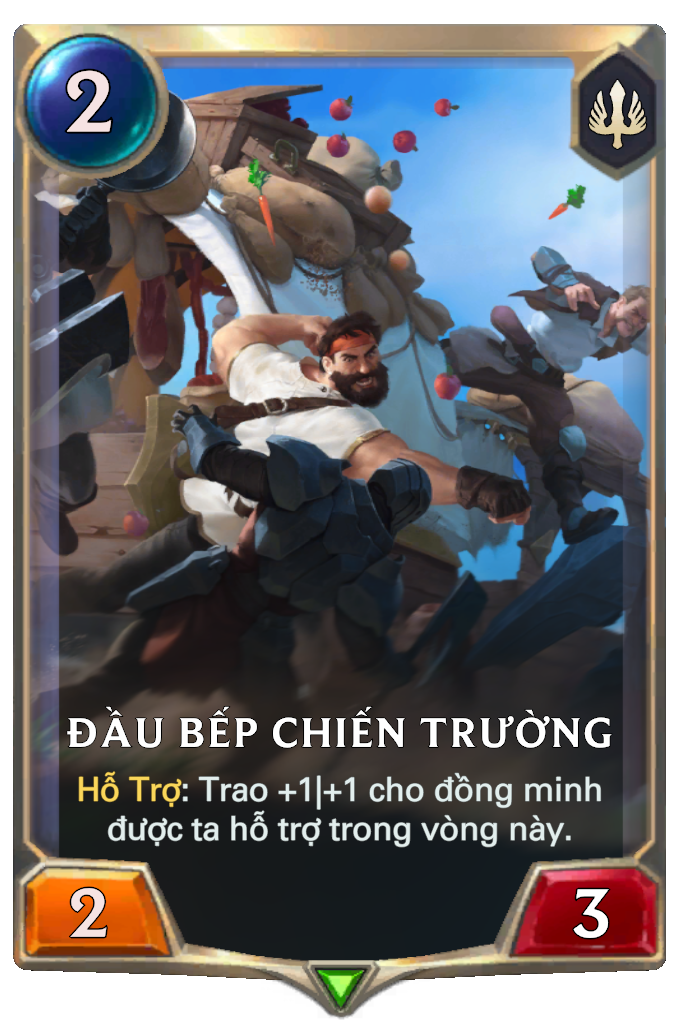 2
ĐẦU BẾP CHIẾN TRƯỜNG
Hỗ Trợ: Trao +1|+1 cho đồng minh
được ta hỗ trợ trong vòng này.
2
3